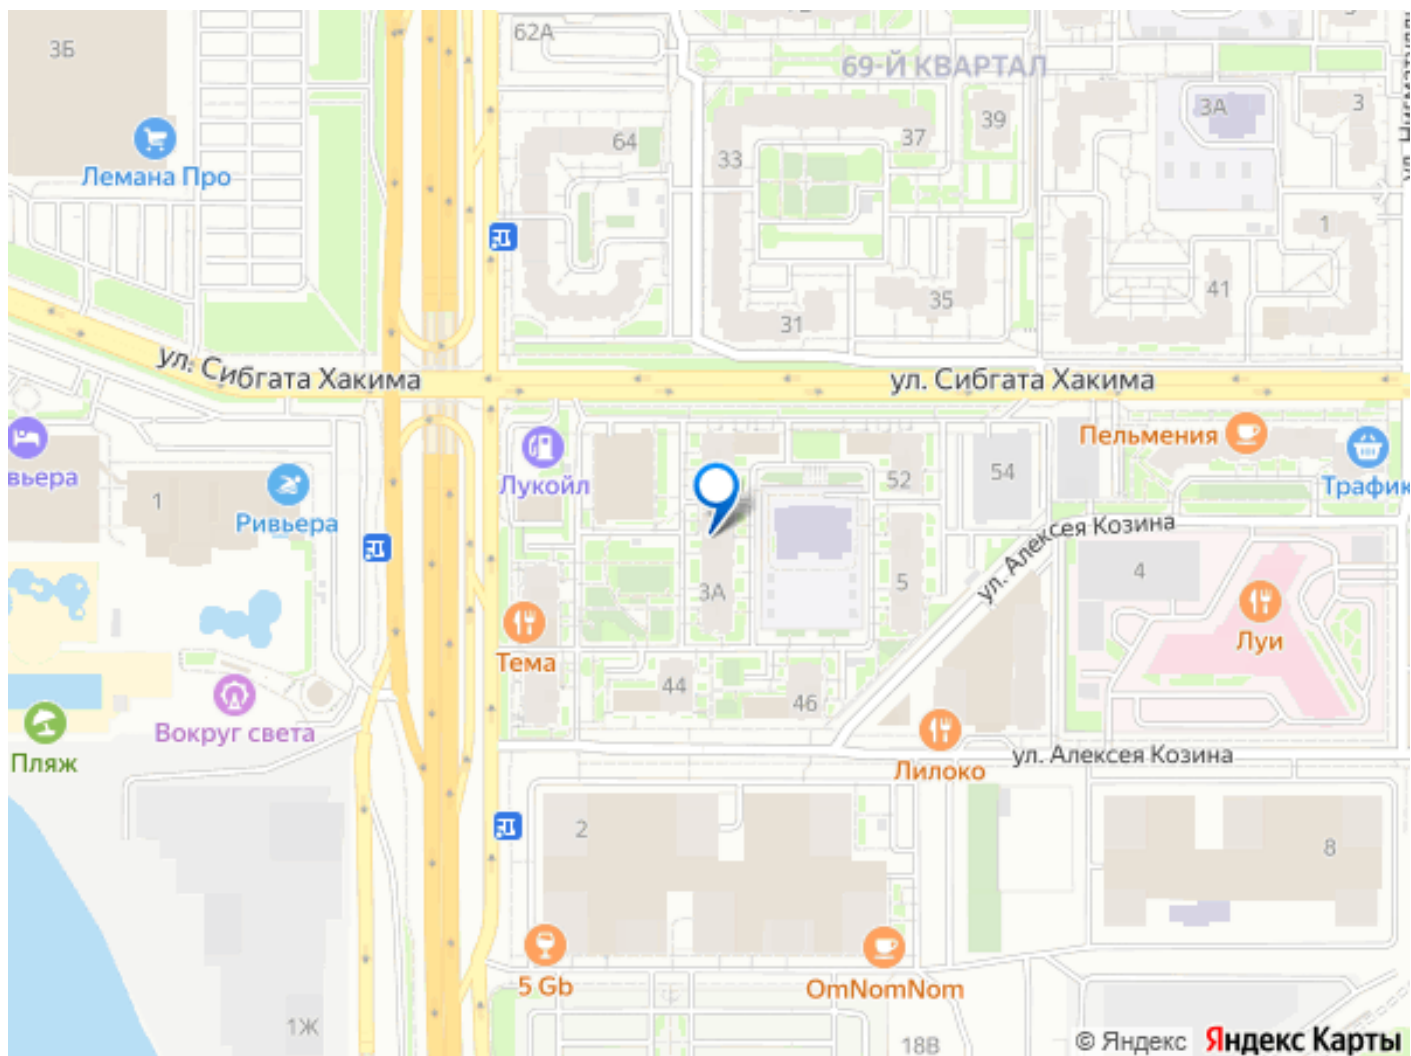 62А
3Б
69-Й КВАРТАЛ
3А
3
39
37
64
33
Лемана Про
1
41
35
31
ул. Сибгата Хакима
ул. Сибгата Хакима
Пельмения
Лукойл
52
54
Трафик
вьера
1
Ривьера
ул. Алексея Козина
4
5
3А
Луи
Тема
44
46
Вокруг света
Пляж
Лилоко
ул. Алексея Козина
2
8
5 Gb
OmNomNom
1Ж
18В
© Яндекс Яндекс Карты